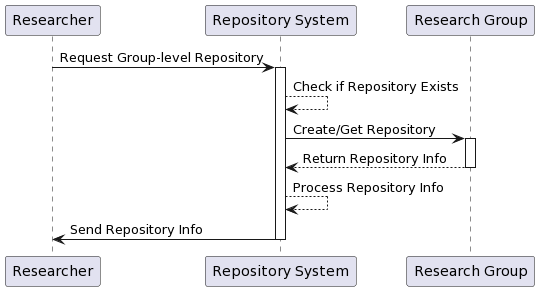 Researcher
Repository System
Research Group
Request Group-level Repository
Check if Repository Exists
Create/Get Repository
Return Repository Info
Process Repository Info
Send Repository Info
Researcher
Repository System
Research Group